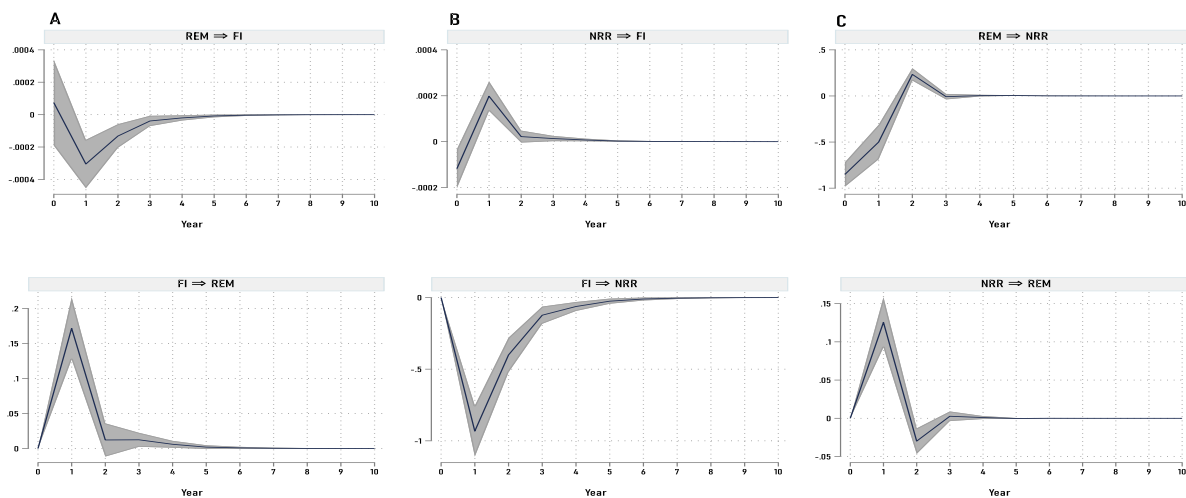 A
REM ⇒ FI
.0004
.0002
0
-.0002
-.0004
0 1 2 3 4 5 6 7 8 9 10
Year
B
NRR ⇒ FI
.0004
.0002
0
-.0002
0 1 2 3 4 5 6 7 8 9 10
Year
C
REM ⇒ NRR
.5
0
-.5
-1
0 1 2 3 4 5 6 7 8 9 10
Year
FI ⇒ REM
.2
.15
.1
.05
0
0 1 2 3 4 5 6 7 8 9 10
Year
FI ⇒ NRR
0
-.5
-1
0 1 2 3 4 5 6 7 8 9 10
Year
NRR ⇒ REM
.15
.1
.05
0
-.05
0 1 2 3 4 5 6 7 8 9 10
Year